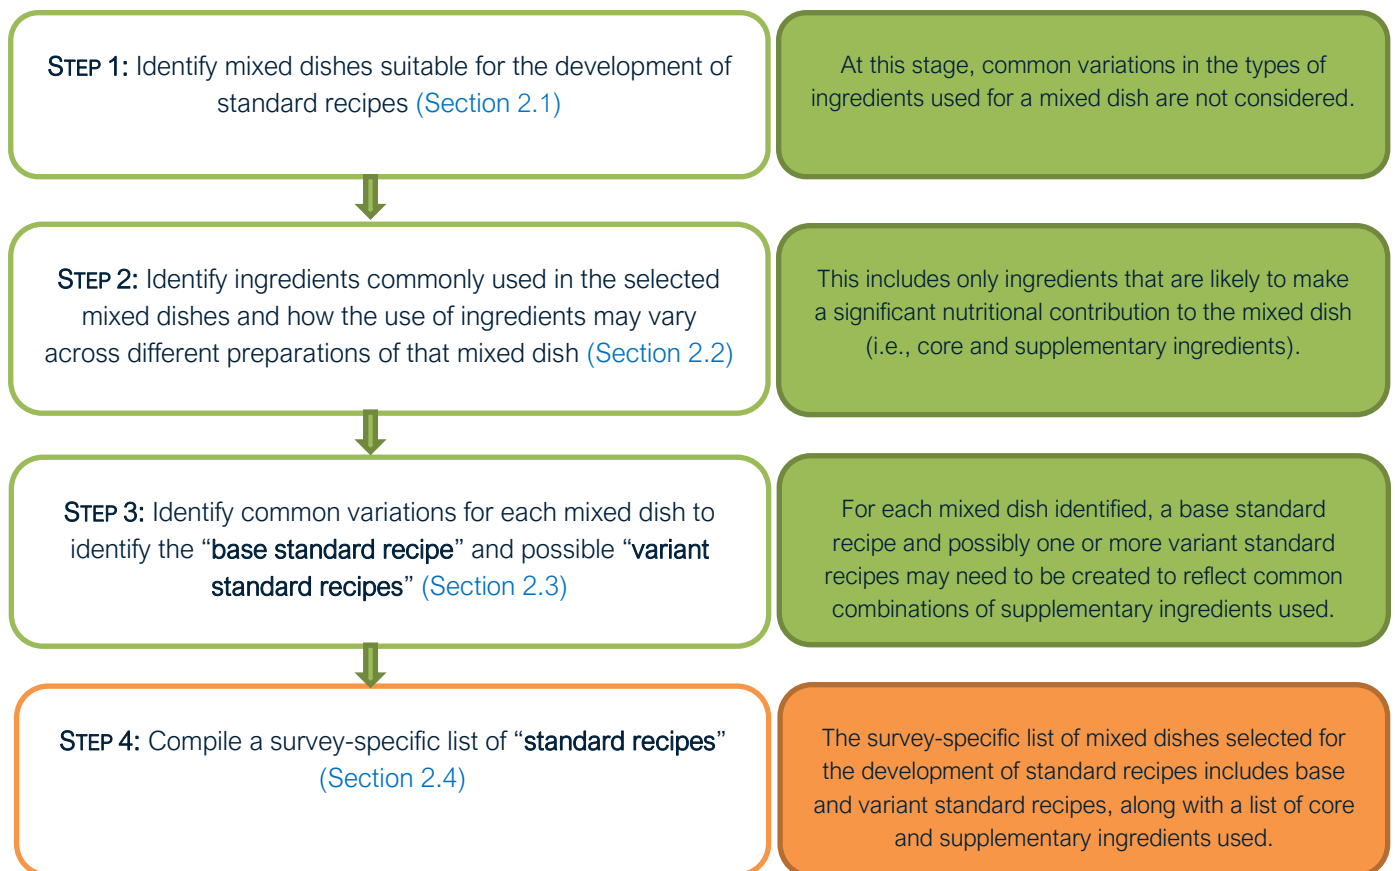 STEP 1: Identify mixed dishes suitable for the development of
standard recipes (Section 2.1)
At this stage, common variations in the types of
ingredients used for a mixed dish are not considered.
STEP 2: Identify ingredients commonly used in the selected
mixed dishes and how the use of ingredients may vary
across different preparations of that mixed dish (Section 2.2)
This includes only ingredients that are likely to make
a significant nutritional contribution to the mixed dish
(i.e., core and supplementary ingredients).
STEP 3: Identify common variations for each mixed dish to
identify the “base standard recipe” and possible “variant
standard recipes” (Section 2.3)
For each mixed dish identified, a base standard
recipe and possibly one or more variant standard
recipes may need to be created to reflect common
combinations of supplementary ingredients used.
STEP 4: Compile a survey-specific list of “standard recipes”
(Section 2.4)
The survey-specific list of mixed dishes selected for
the development of standard recipes includes base
and variant standard recipes, along with a list of core
and supplementary ingredients used.